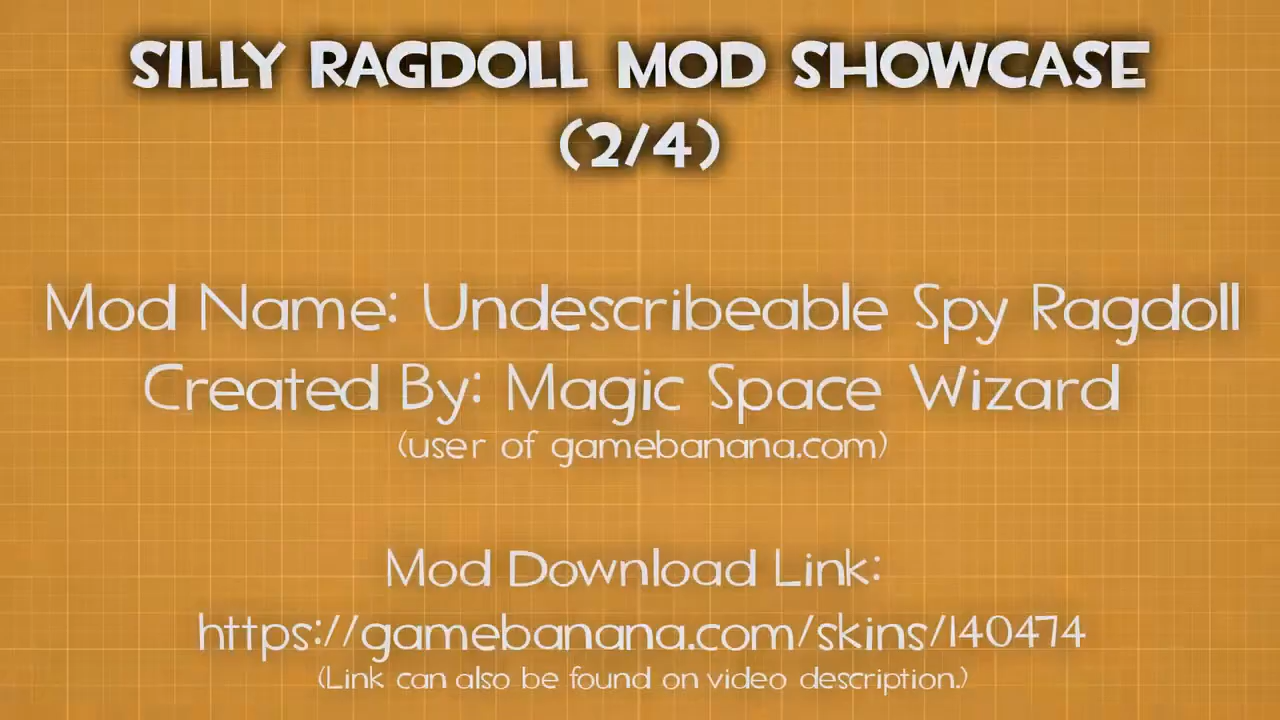 SILLY RAGDOLL MOD SHOWCASE
(2/4)
Mod Name: Undescribeable Spy Ragdoll
Created By: Magic Space Wizard
(user of gamebanana.com)
Mod Download Link:
https://gamebanana.com/skins/140474
(Link can also be found on video description.)